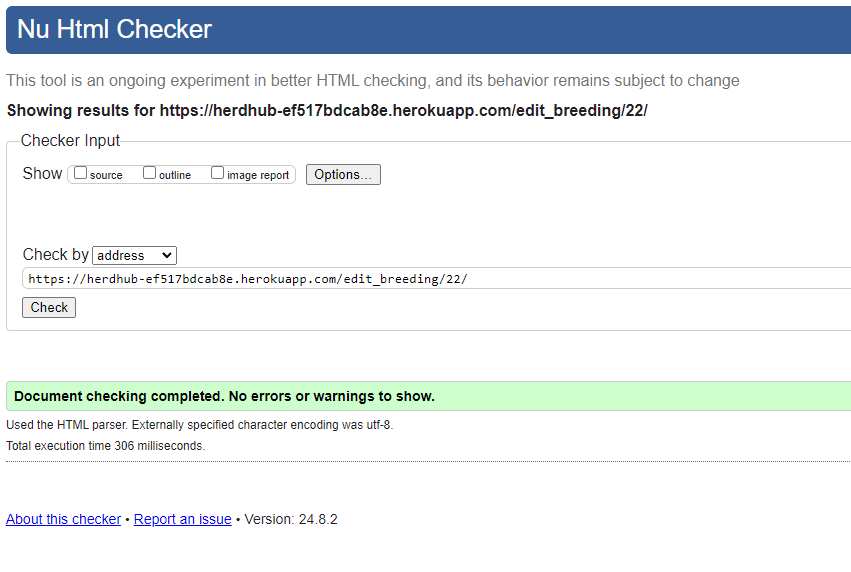 Nu Html Checker
This tool is an ongoing experiment in better HTML checking, and its behavior remains subject to change
Showing results for https://herdhub-ef517bdcab8e.herokuapp.com/edit_breeding/22/
Checker Input
Show source outline image report Options...
Check by address
https://herdhub-ef517bdcab8e.herokuapp.com/edit_breeding/22/
Check
Document checking completed. No errors or warnings to show.
Used the HTML parser. Externally specified character encoding was utf-8.
Total execution time 306 milliseconds.
About this checker • Report an issue • Version: 24.8.2